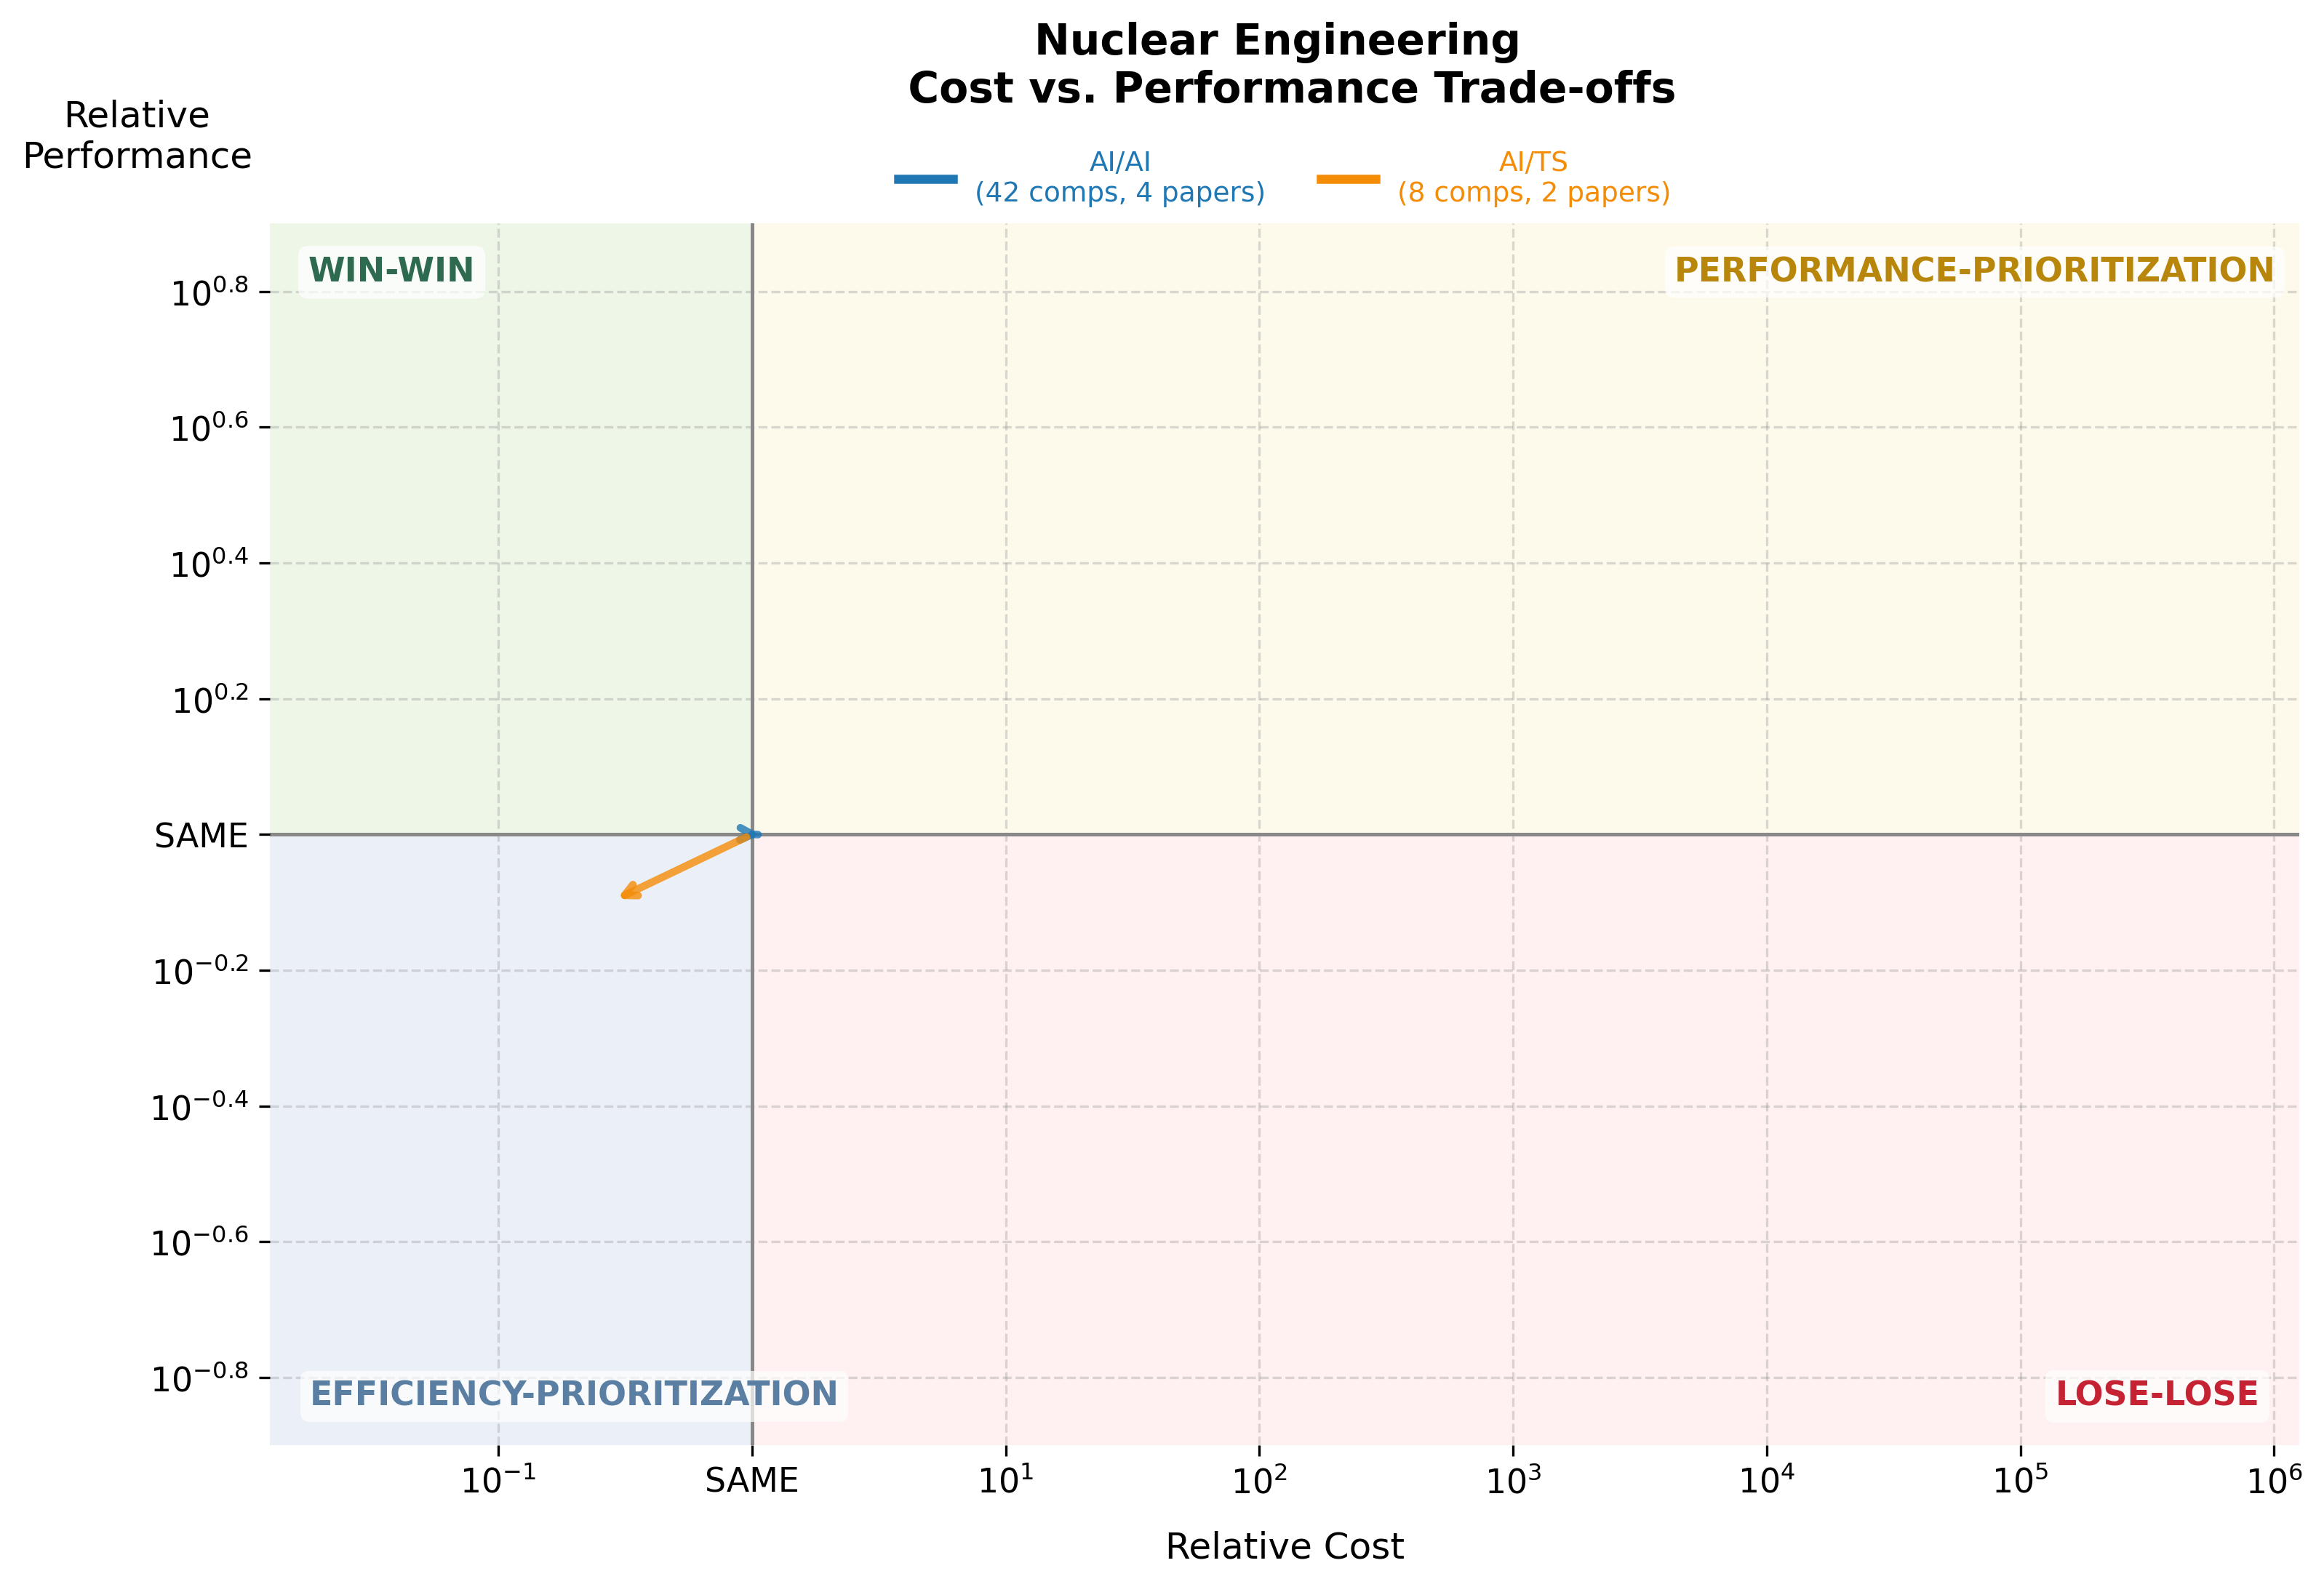 Nuclear Engineering
Cost vs. Performance Trade-offs
Relative
Performance
AI/AI
(42 comps, 4 papers)
AI/TS
(8 comps, 2 papers)
WIN-WIN
PERFORMANCE-PRIORITIZATION
10^0.8
10^0.6
10^0.4
10^0.2
SAME
10^−0.2
10^−0.4
10^−0.6
10^−0.8
EFFICIENCY-PRIORITIZATION
LOSE-LOSE
10^−1 SAME 10^1 10^2 10^3 10^4 10^5 10^6
Relative Cost